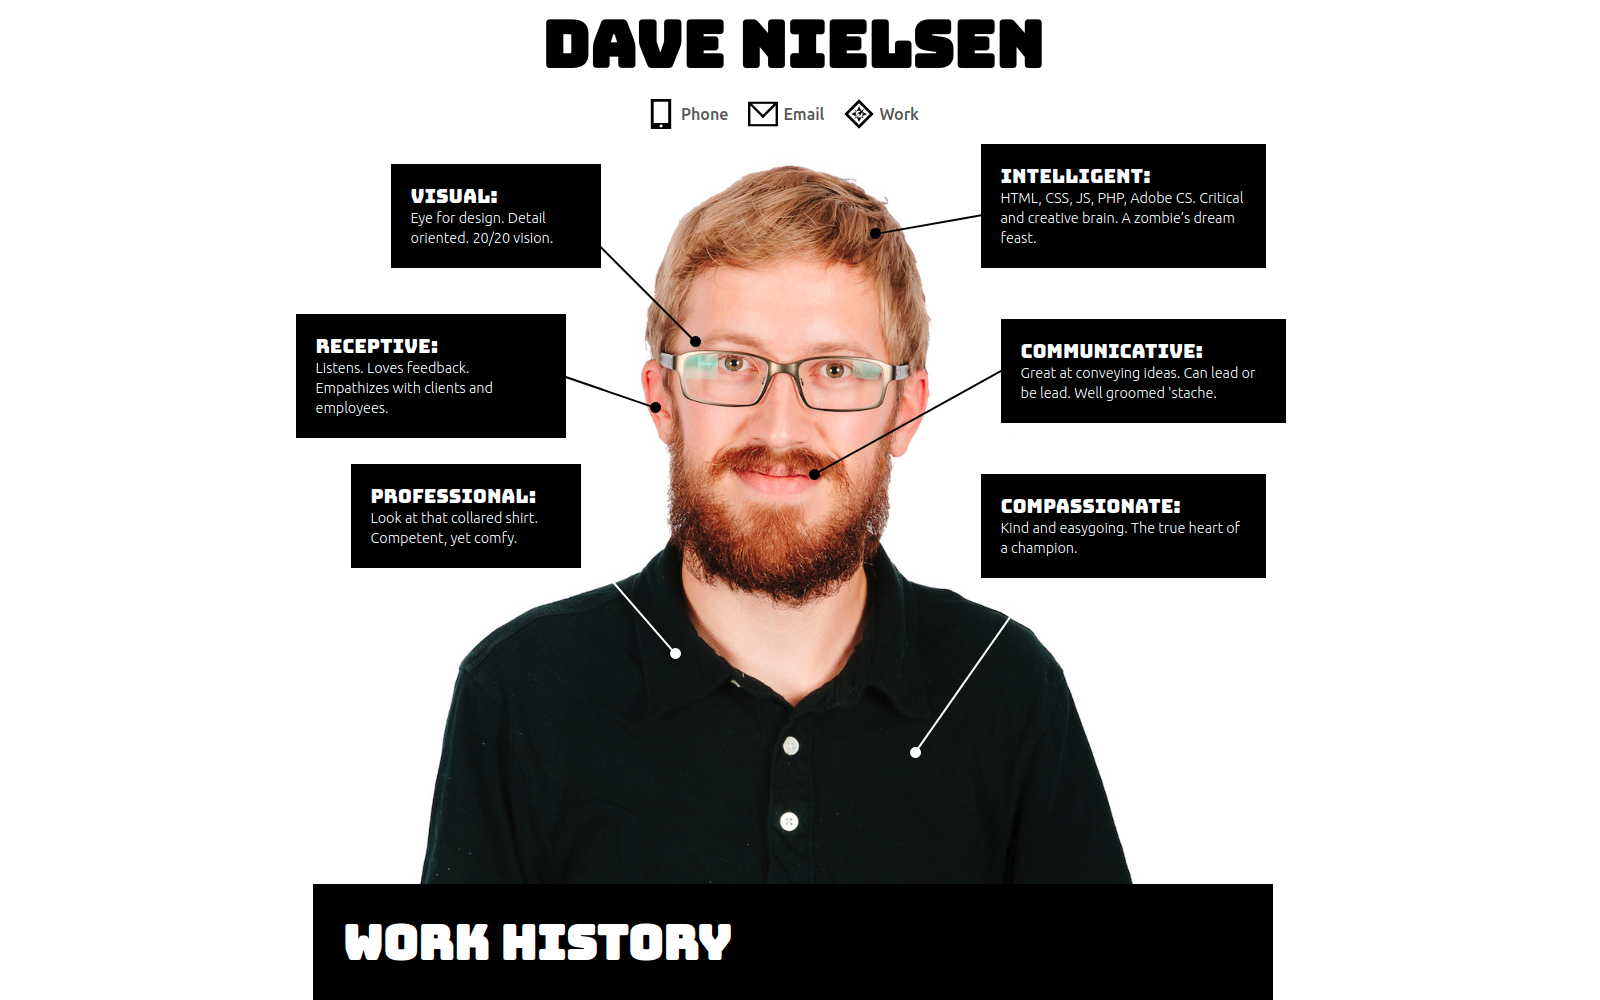 DAVE NIELSEN
Phone Email Work
VISUAL:
Eye for design. Detail
oriented. 20/20 vision.
INTELLIGENT:
HTML, CSS, JS, PHP, Adobe CS. Critical
and creative brain. A zombie's dream
feast.
RECEPTIVE:
Listens. Loves feedback.
Empathizes with clients and
employees.
COMMUNICATIVE:
Great at conveying ideas. Can lead or
be lead. Well groomed 'stache.
PROFESSIONAL:
Look at that collared shirt.
Competent, yet comfy.
COMPASSIONATE:
Kind and easygoing. The true heart of
a champion.
WORK HISTORY